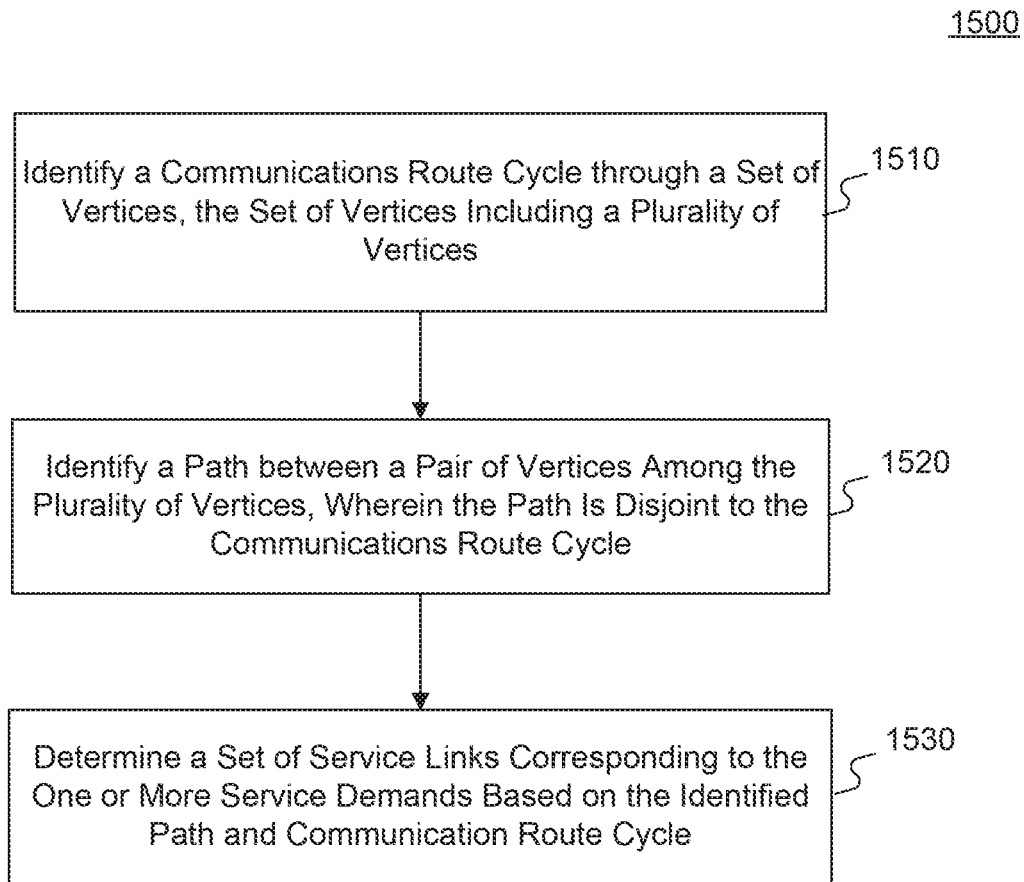 1500
Identify a Communications Route Cycle through a Set of
Vertices, the Set of Vertices Including a Plurality of
Vertices
1510
Identify a Path between a Pair of Vertices Among the
Plurality of Vertices, Wherein the Path Is Disjoint to the
Communications Route Cycle
1520
Determine a Set of Service Links Corresponding to the
One or More Service Demands Based on the Identified
Path and Communication Route Cycle
1530